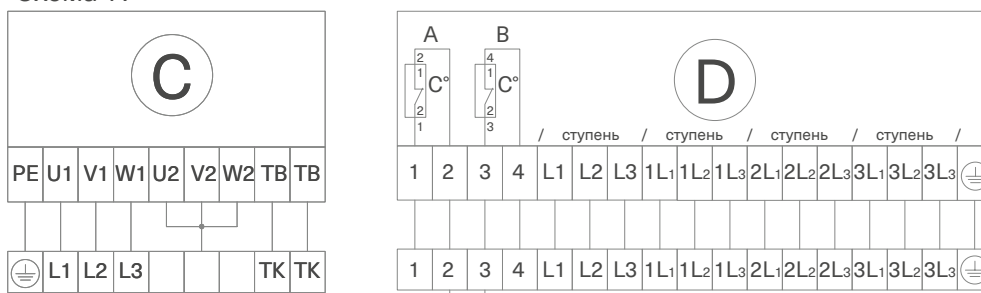 C
PE U1 V1 W1 U2 V2 W2 TB TB
L1 L2 L3 TK TK
A B
2 4
1 C° 1 C°
2 2
1 3
D
/ ступень / ступень / ступень / ступень /
1 2 3 4 L1 L2 L3 1L1 1L2 1L3 2L1 2L2 2L3 3L1 3L2 3L3
1 2 3 4 L1 L2 L3 1L1 1L2 1L3 2L1 2L2 2L3 3L1 3L2 3L3